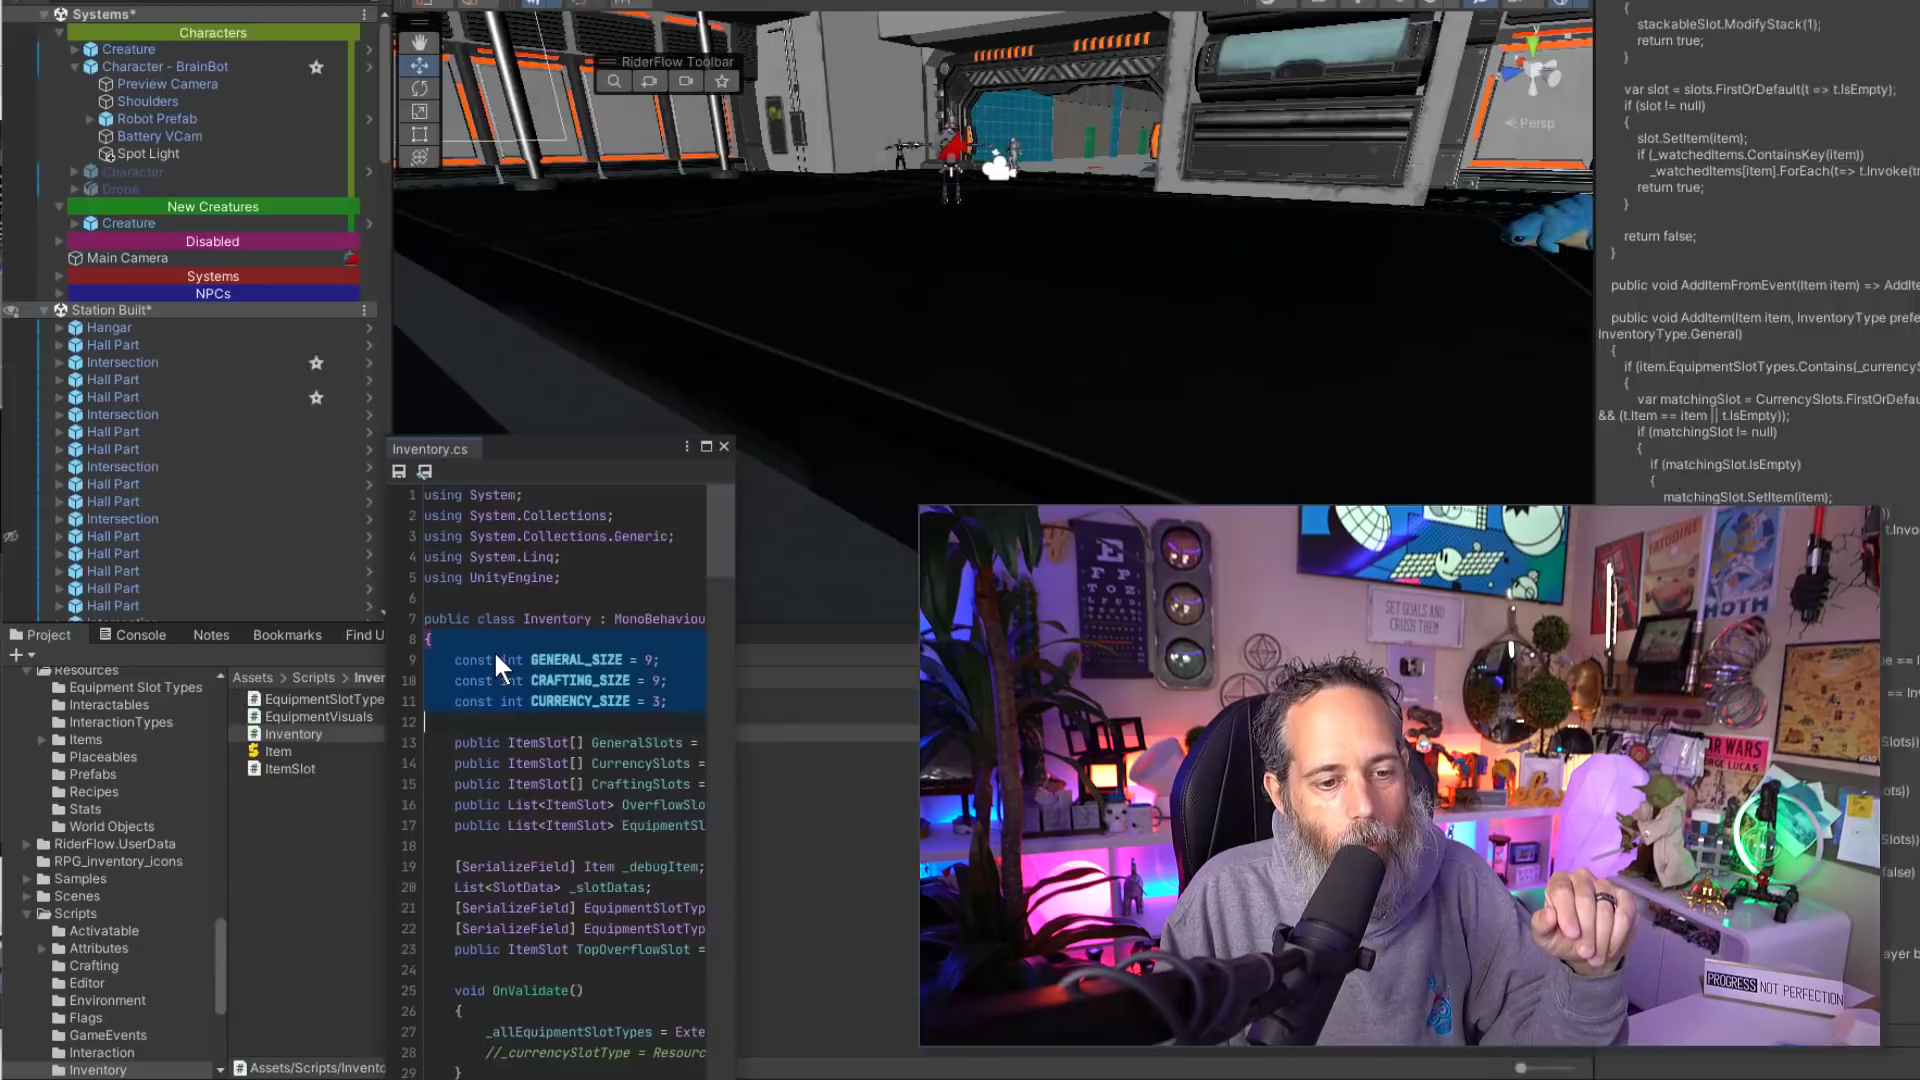 Systems*
Characters
Creature
Character - BrainBot
Preview Camera
Shoulders
Robot Prefab
Battery VCam
Spot Light
Character
Drone
New Creatures
Creature
Disabled
Main Camera
Systems
NPCs
Station Built*
Hangar
Hall Part
Intersection
Hall Part
Hall Part
Intersection
Hall Part
Hall Part
Intersection
Hall Part
Hall Part
Intersection
Hall Part
Hall Part
Hall Part
Hall Part
Hall Part
RiderFlow Toolbar
Persp
y
Project
Console
Notes
Bookmarks
Find U
Resources
Equipment Slot Types
Interactables
InteractionTypes
Items
Placeables
Prefabs
Recipes
Stats
World Objects
RiderFlow.UserData
RPG_inventory_icons
Samples
Scenes
Scripts
Activatable
Attributes
Crafting
Editor
Environment
Flags
GameEvents
Interaction
Inventory
Assets > Scripts > Inver
EquipmentSlotType
EquipmentVisuals
Inventory
Item
ItemSlot
Assets/Scripts/Invento
Inventory.cs
1 using System;
2 using System.Collections;
3 using System.Collections.Generic;
4 using System.Linq;
5 using UnityEngine;
6
7 public class Inventory : MonoBehaviou
8 {
9 const int GENERAL_SIZE = 9;
10 const int CRAFTING_SIZE = 9;
11 const int CURRENCY_SIZE = 3;
12
13 public ItemSlot[] GeneralSlots =
14 public ItemSlot[] CurrencySlots =
15 public ItemSlot[] CraftingSlots =
16 public List<ItemSlot> OverflowSlo
17 public List<ItemSlot> EquipmentSl
18
19 [SerializeField] Item _debugItem;
20 List<SlotData> _slotDatas;
21 [SerializeField] EquipmentSlotTyp
22 [SerializeField] EquipmentSlotTyp
23 public ItemSlot TopOverflowSlot =
24
25 void OnValidate()
26 {
27 _allEquipmentSlotTypes = Exte
28 //_currencySlotType = Resourc
29 }
{
stackableSlot.ModifyStack(1);
return true;
}
var slot = slots.FirstOrDefault(t => t.IsEmpty);
if (slot != null)
{
slot.SetItem(item);
if (_watchedItems.ContainsKey(item))
_watchedItems[item].ForEach(t=> t.Invoke(tr
return true;
}
return false;
}
public void AddItemFromEvent(Item item) => AddIte
public void AddItem(Item item, InventoryType prefe
InventoryType.General)
{
if (item.EquipmentSlotTypes.Contains(_currencyS
{
var matchingSlot = CurrencySlots.FirstOrDefau
&& (t.Item == item || t.IsEmpty));
if (matchingSlot != null)
{
if (matchingSlot.IsEmpty)
{
matchingSlot.SetItem(item);
SET GOALS AND
CRUSH THEM
TATOOINE
STAR WARS
GEORGE LUCAS
PROGRESS NOT PERFECTION